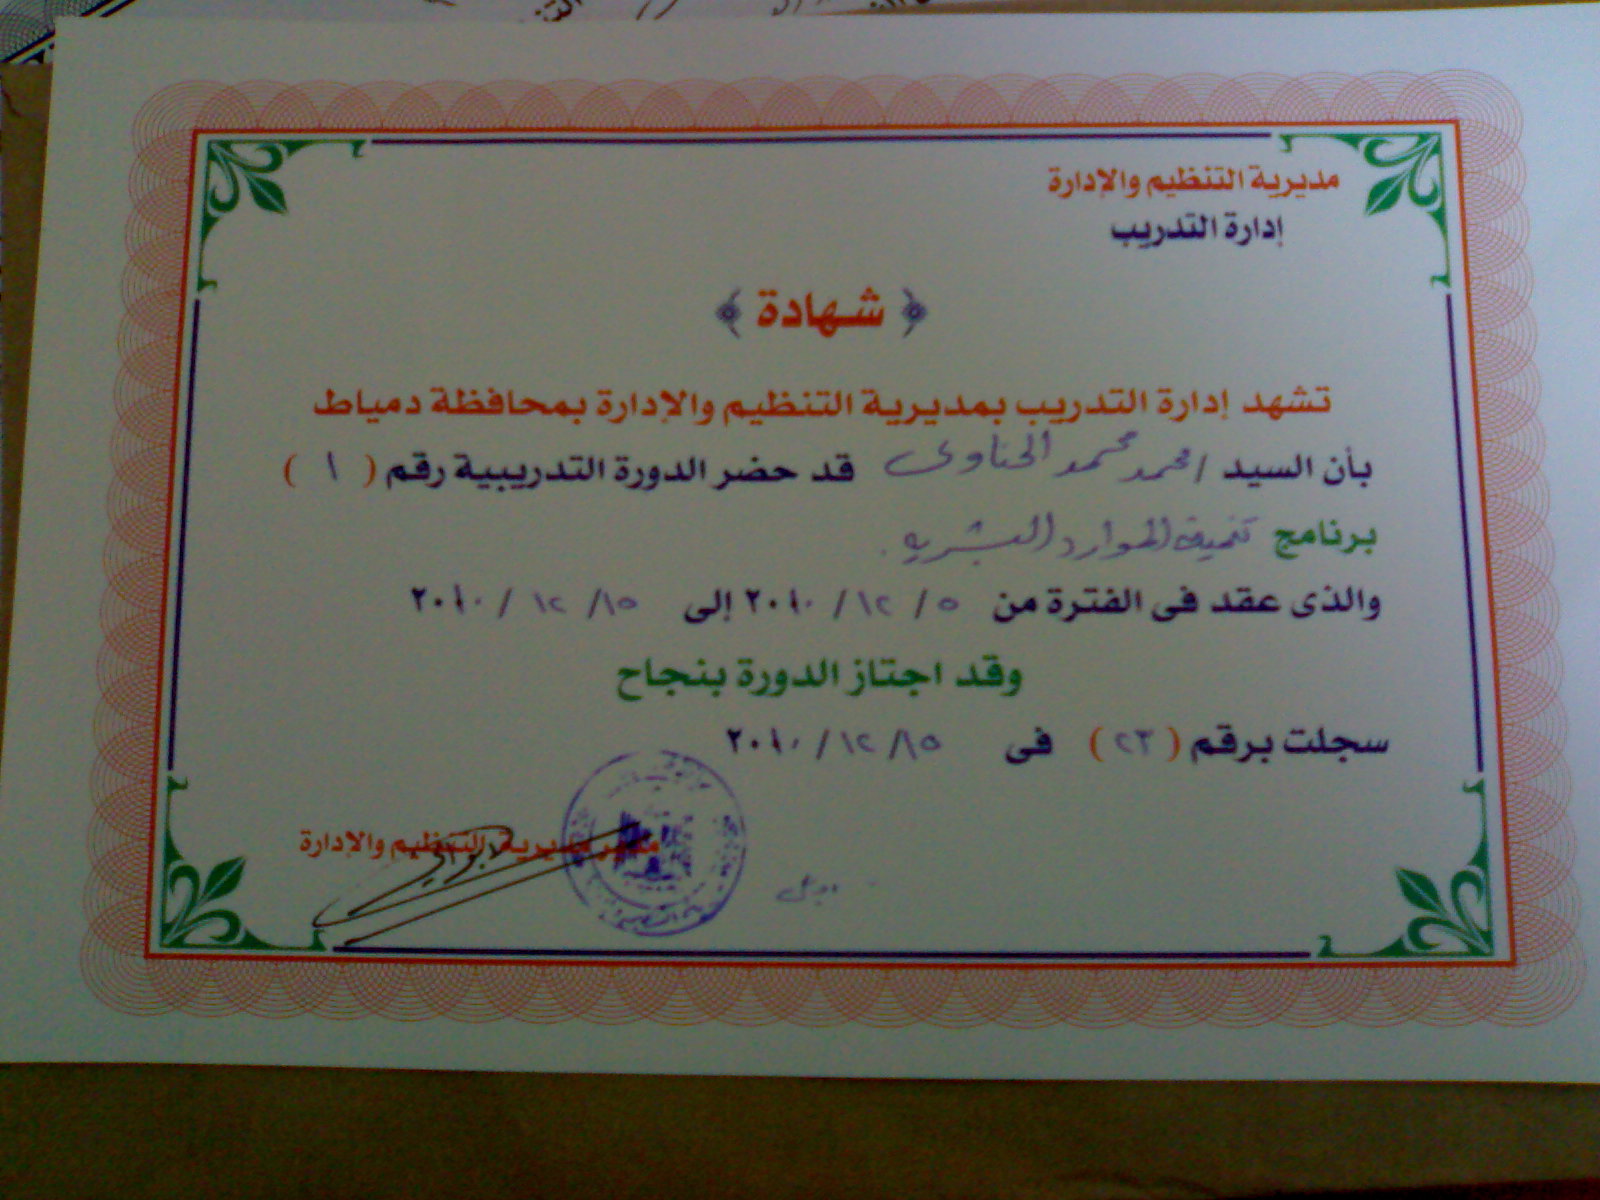 مديرية التنظيم والإدارة
إدارة التدريب
شهادة
تشهد إدارة التدريب بمديرية التنظيم والإدارة بمحافظة دمياط
بأن السيد / محمد محمد الحناوى قد حضر الدورة التدريبية رقم ( ١ )
برنامج تنمية الموارد البشرية
والذى عقد فى الفترة من ٥ / ١٢ / ٢٠١٠ إلى ١٥ / ١٢ / ٢٠١٠
وقد اجتاز الدورة بنجاح
سجلت برقم ( ٢٣ ) فى ١٥ / ١٢ / ٢٠١٠
مدير مديرية التنظيم والإدارة